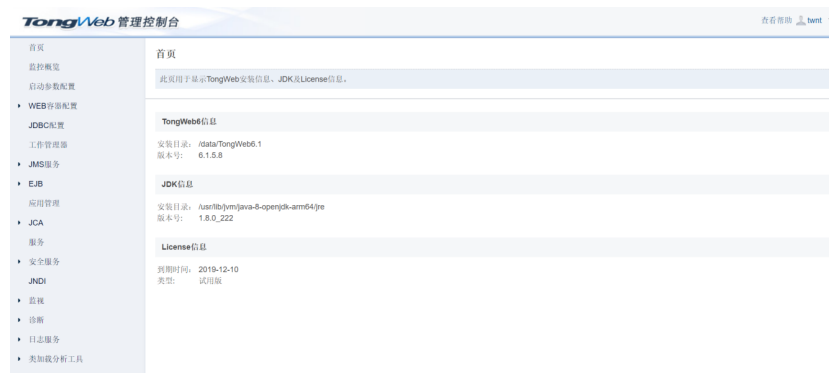 TongWeb 管理控制台
查看帮助 twnt
首页
监控概览
启动参数配置
WEB容器配置
JDBC配置
工作管理器
JMS服务
EJB
应用管理
JCA
服务
安全服务
JNDI
监视
诊断
日志服务
类加载分析工具
首页
此页用于显示TongWeb安装信息、JDK及License信息。
TongWeb6信息
安装目录: /data/TongWeb6.1
版本号: 6.1.5.8
JDK信息
安装目录: /usr/lib/jvm/java-8-openjdk-arm64/jre
版本号: 1.8.0_222
License信息
到期时间: 2019-12-10
类型: 试用版